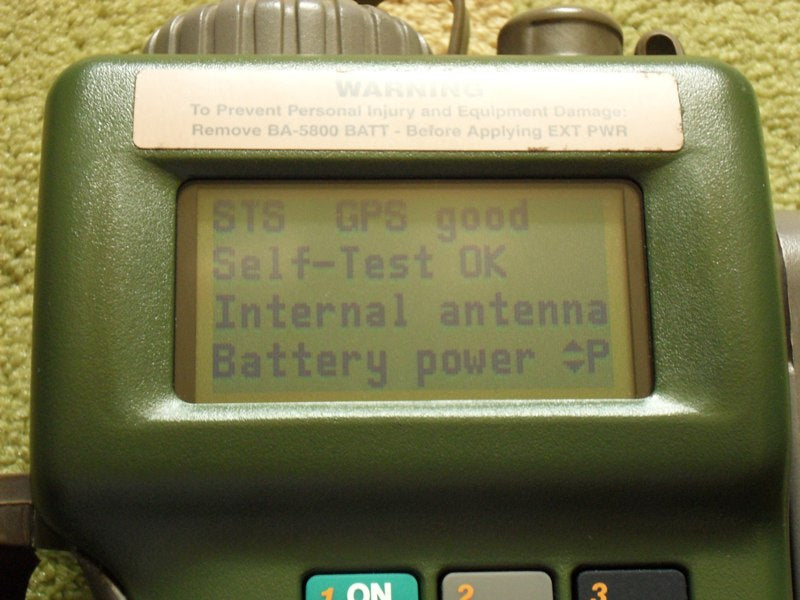 WARNING
To Prevent Personal Injury and Equipment Damage:
Remove BA-5800 BATT - Before Applying EXT PWR
STS GPS good
Self-Test OK
Internal antenna
Battery power ♦P
1 ON
2
3